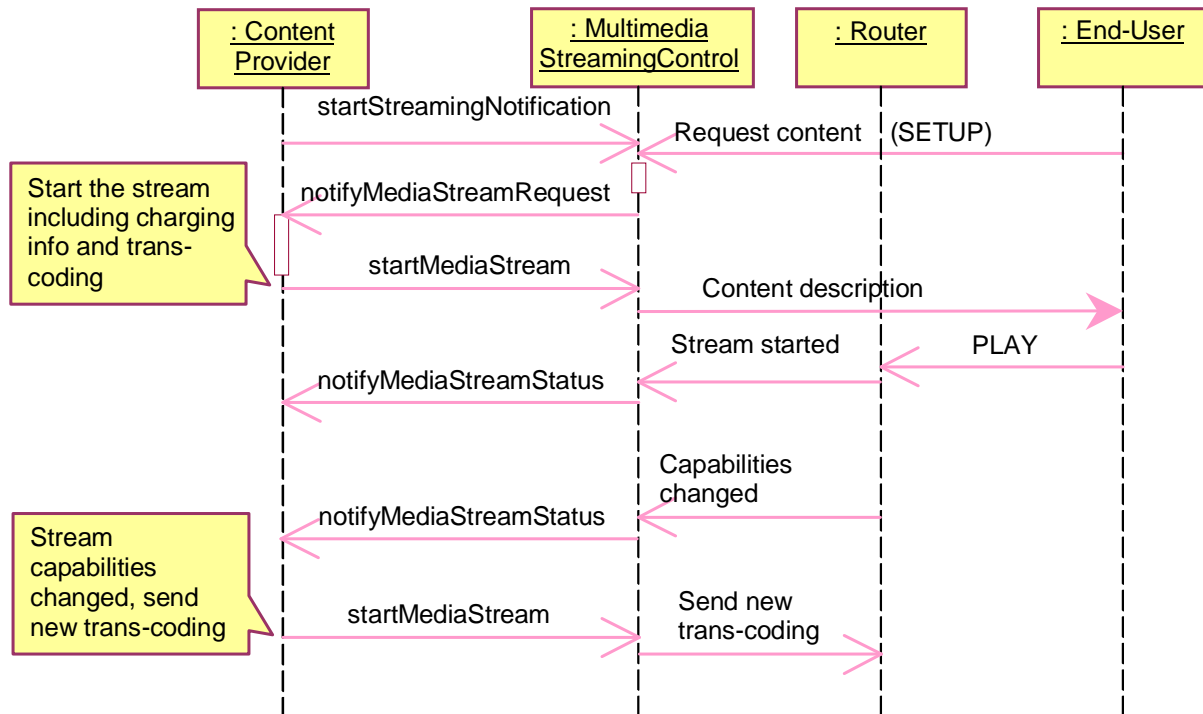 : Content
Provider
: Multimedia
StreamingControl
: Router
: End-User
startStreamingNotification
Request content (SETUP)
Start the stream
including charging
info and trans-
coding
notifyMediaStreamRequest
startMediaStream
Content description
Stream started
PLAY
notifyMediaStreamStatus
Capabilities
changed
notifyMediaStreamStatus
Stream
capabilities
changed, send
new trans-coding
startMediaStream
Send new
trans-coding